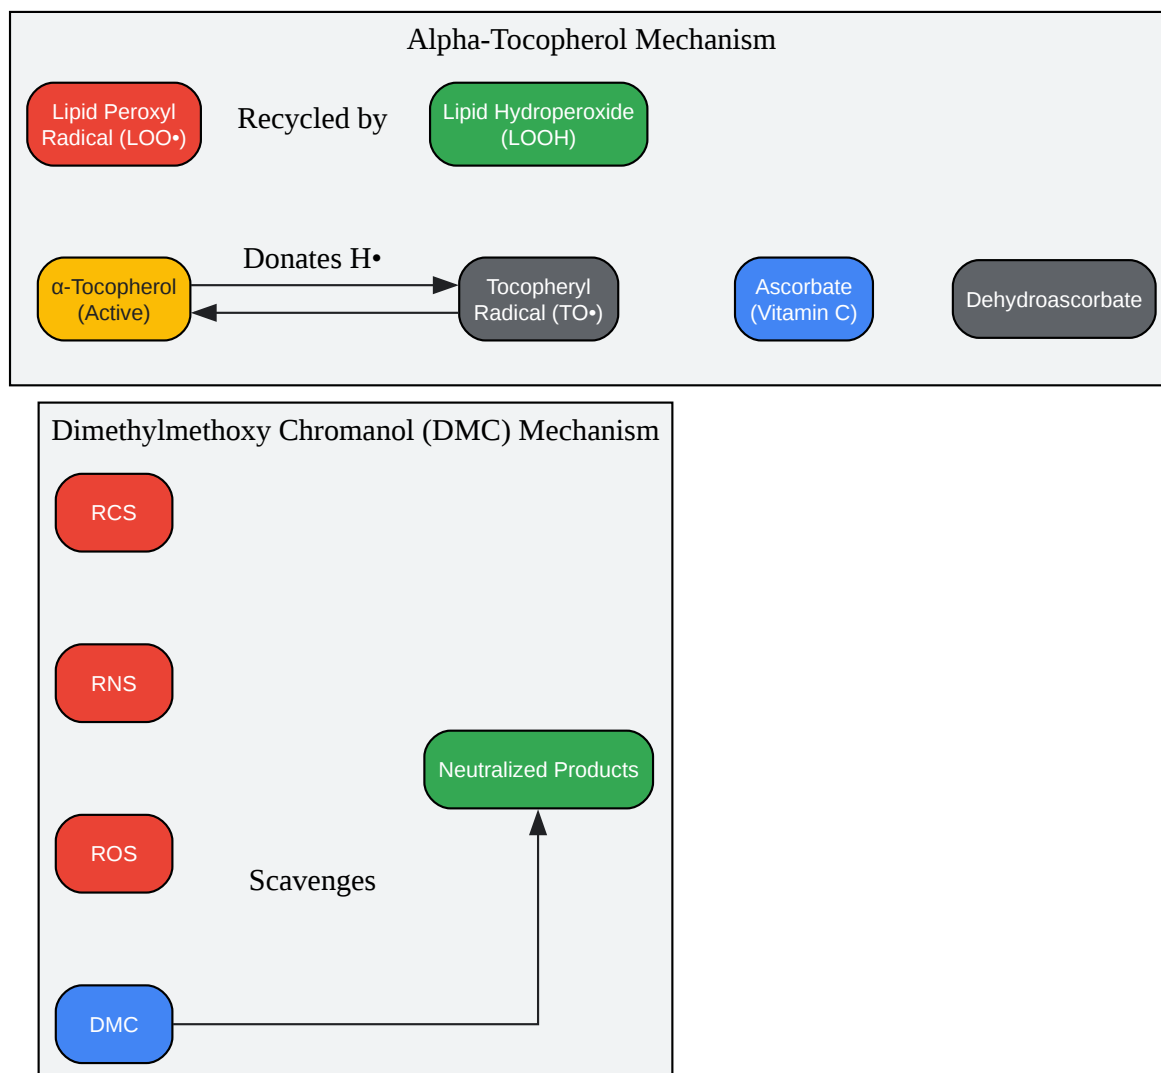 Alpha-Tocopherol Mechanism
Lipid Peroxyl
Radical (LOO•)
Recycled by
Lipid Hydroperoxide
(LOOH)
Donates H•
α-Tocopherol
(Active)
Tocopheryl
Radical (TO•)
Ascorbate
(Vitamin C)
Dehydroascorbate
Dimethylmethoxy Chromanol (DMC) Mechanism
RCS
RNS
Neutralized Products
ROS
Scavenges
DMC